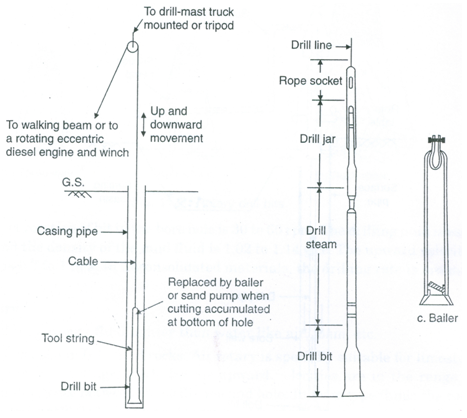 To drill-mast truck
mounted or tripod
To walking beam or to
a rotating eccentric
diesel engine and winch
Up and
downward
movement
G.S.
Casing pipe
Cable
Replaced by bailer
or sand pump when
cutting accumulated
at bottom of hole
Tool string
Drill bit
Drill line
Rope socket
Drill jar
Drill
steam
Drill bit
c. Bailer